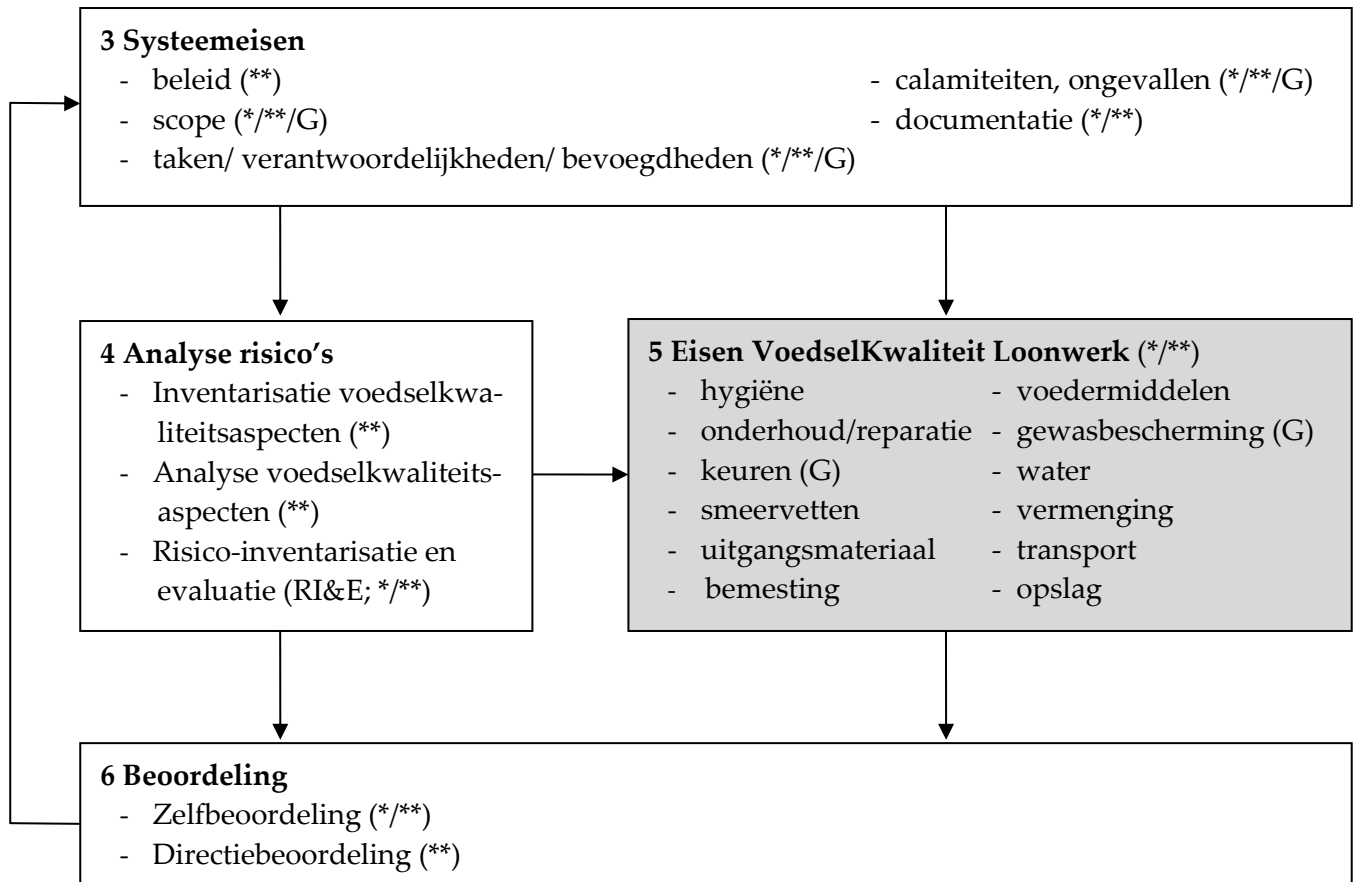 3 Systeemeisen
- beleid (**)
- scope (*/**/G)
- taken/ verantwoordelijkheden/ bevoegdheden (*/**/G)
- calamiteiten, ongevallen (*/**/G)
- documentatie (*/**)
4 Analyse risico’s
- Inventarisatie voedselkwa-
liteitsaspecten (**)
- Analyse voedselkwaliteits-
aspecten (**)
- Risico-inventarisatie en
evaluatie (RI&E; */**)
5 Eisen VoedselKwaliteit Loonwerk (*/**)
- hygiëne
- onderhoud/reparatie
- keuren (G)
- smeervetten
- uitgangsmateriaal
- bemesting
- voedermiddelen
- gewasbescherming (G)
- water
- vermenging
- transport
- opslag
6 Beoordeling
- Zelfbeoordeling (*/**)
- Directiebeoordeling (**)